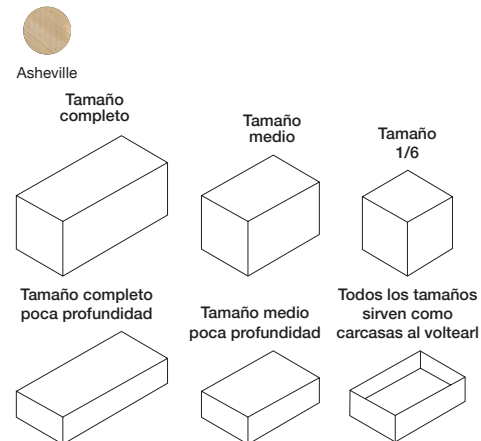 Asheville
Tamaño
completo
Tamaño
medio
Tamaño
1/6
Tamaño completo
poca profundidad
Tamaño medio
poca profundidad
Todos los tamaños
sirven como
carcasas al voltearl